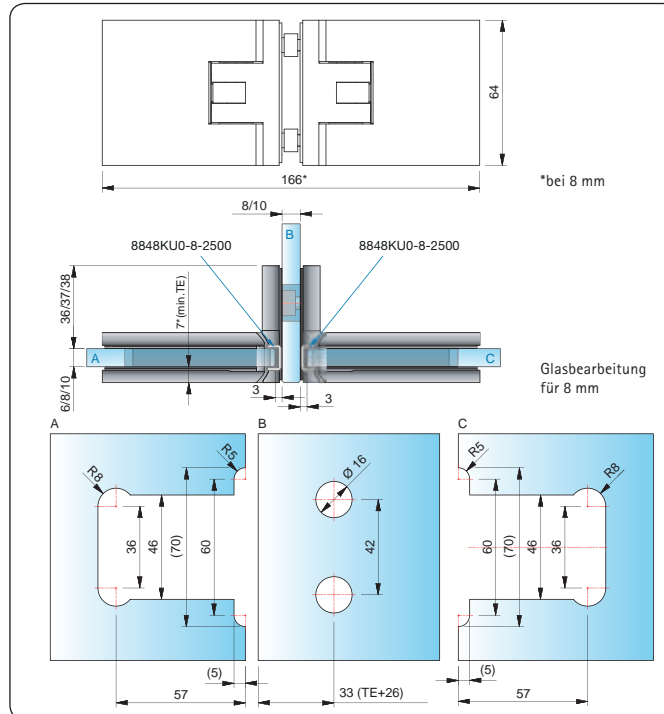 64
166*
*bei 8 mm
8/10
B
8848KU0-8-2500
8848KU0-8-2500
36/37/38
7*(min.TE)
A
C
6/8/10
3
3
Glasbearbeitung
für 8 mm
A
B
C
R8
R5
36
46
(70)
60
(5)
57
Ø 16
42
33 (TE+26)
R5
R8
60
(70)
46
36
(5)
57